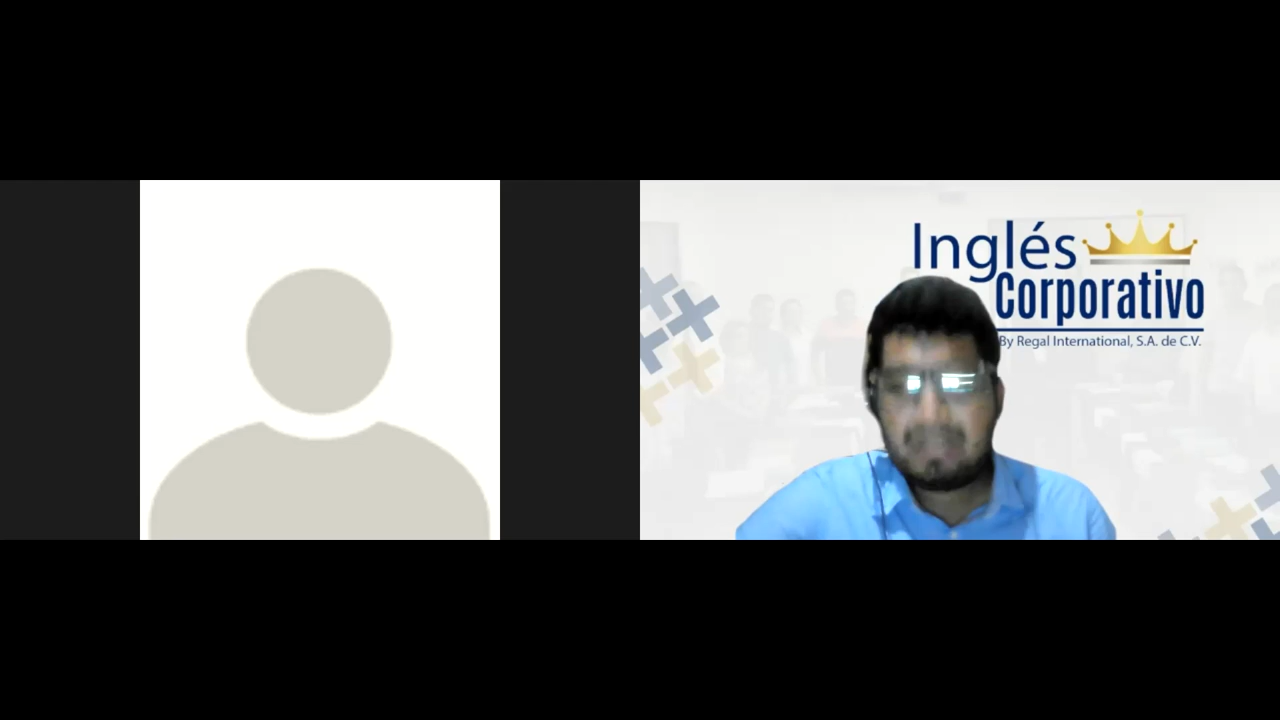 Inglés
Corporativo
By Regal International, S.A. de C.V.